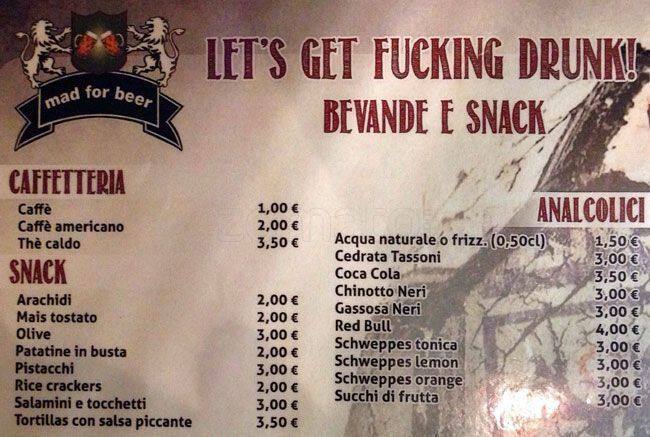 mad for beer
LET'S GET FUCKING DRUNK!
BEVANDE E SNACK
CAFFETTERIA
Caffè 1,00 €
Caffè americano 2,00 €
Thè caldo 3,50 €
SNACK
Arachidi 2,00 €
Mais tostato 2,00 €
Olive 3,00 €
Patatine in busta 2,00 €
Pistacchi 3,00 €
Rice crackers 2,00 €
Salamini e tocchetti 3,00 €
Tortillas con salsa piccante 3,50 €
ANALCOLICI
Acqua naturale o frizz. (0,50cl) 1,50 €
Cedrata Tassoni 3,00 €
Coca Cola 3,50 €
Chinotto Neri 3,00 €
Gassosa Neri 3,00 €
Red Bull 4,00 €
Schweppes tonica 3,00 €
Schweppes lemon 3,00 €
Schweppes orange 3,00 €
Succhi di frutta 3,00 €